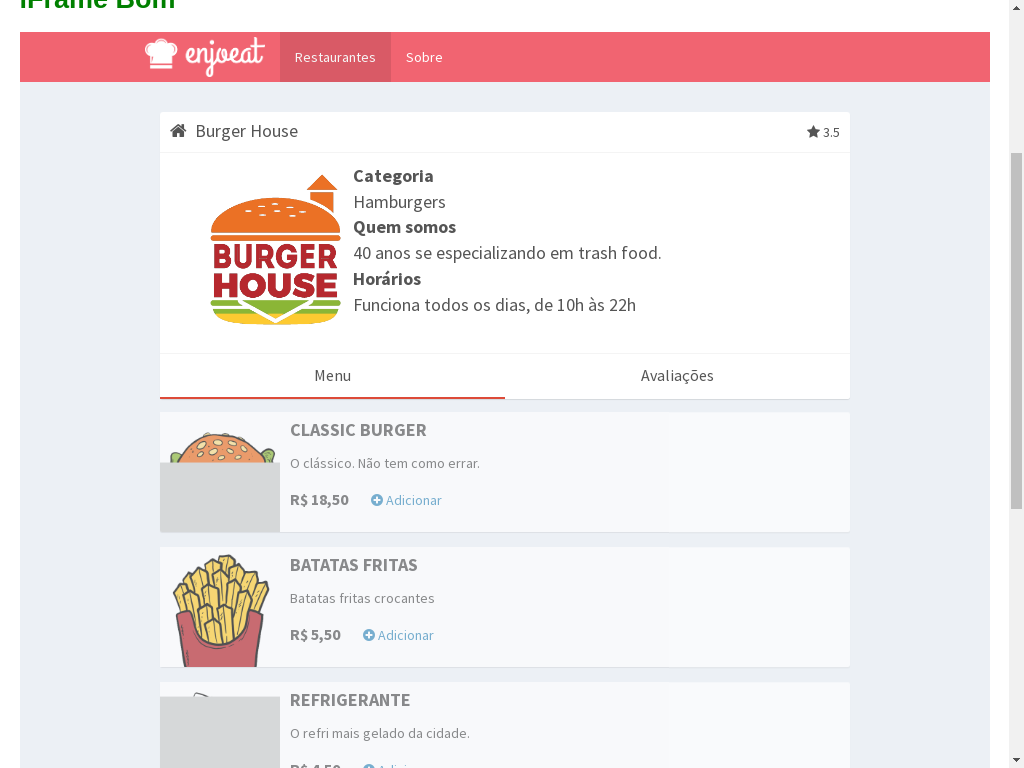 iFrame Bom
enjoeat
Restaurantes
Sobre
Burger House
3.5
BURGER
HOUSE
Categoria
Hamburgers
Quem somos
40 anos se especializando em trash food.
Horários
Funciona todos os dias, de 10h às 22h
Menu
Avaliações
CLASSIC BURGER
O clássico. Não tem como errar.
R$ 18,50
Adicionar
BATATAS FRITAS
Batatas fritas crocantes
R$ 5,50
Adicionar
REFRIGERANTE
O refri mais gelado da cidade.
R$ 4,50
Adicionar